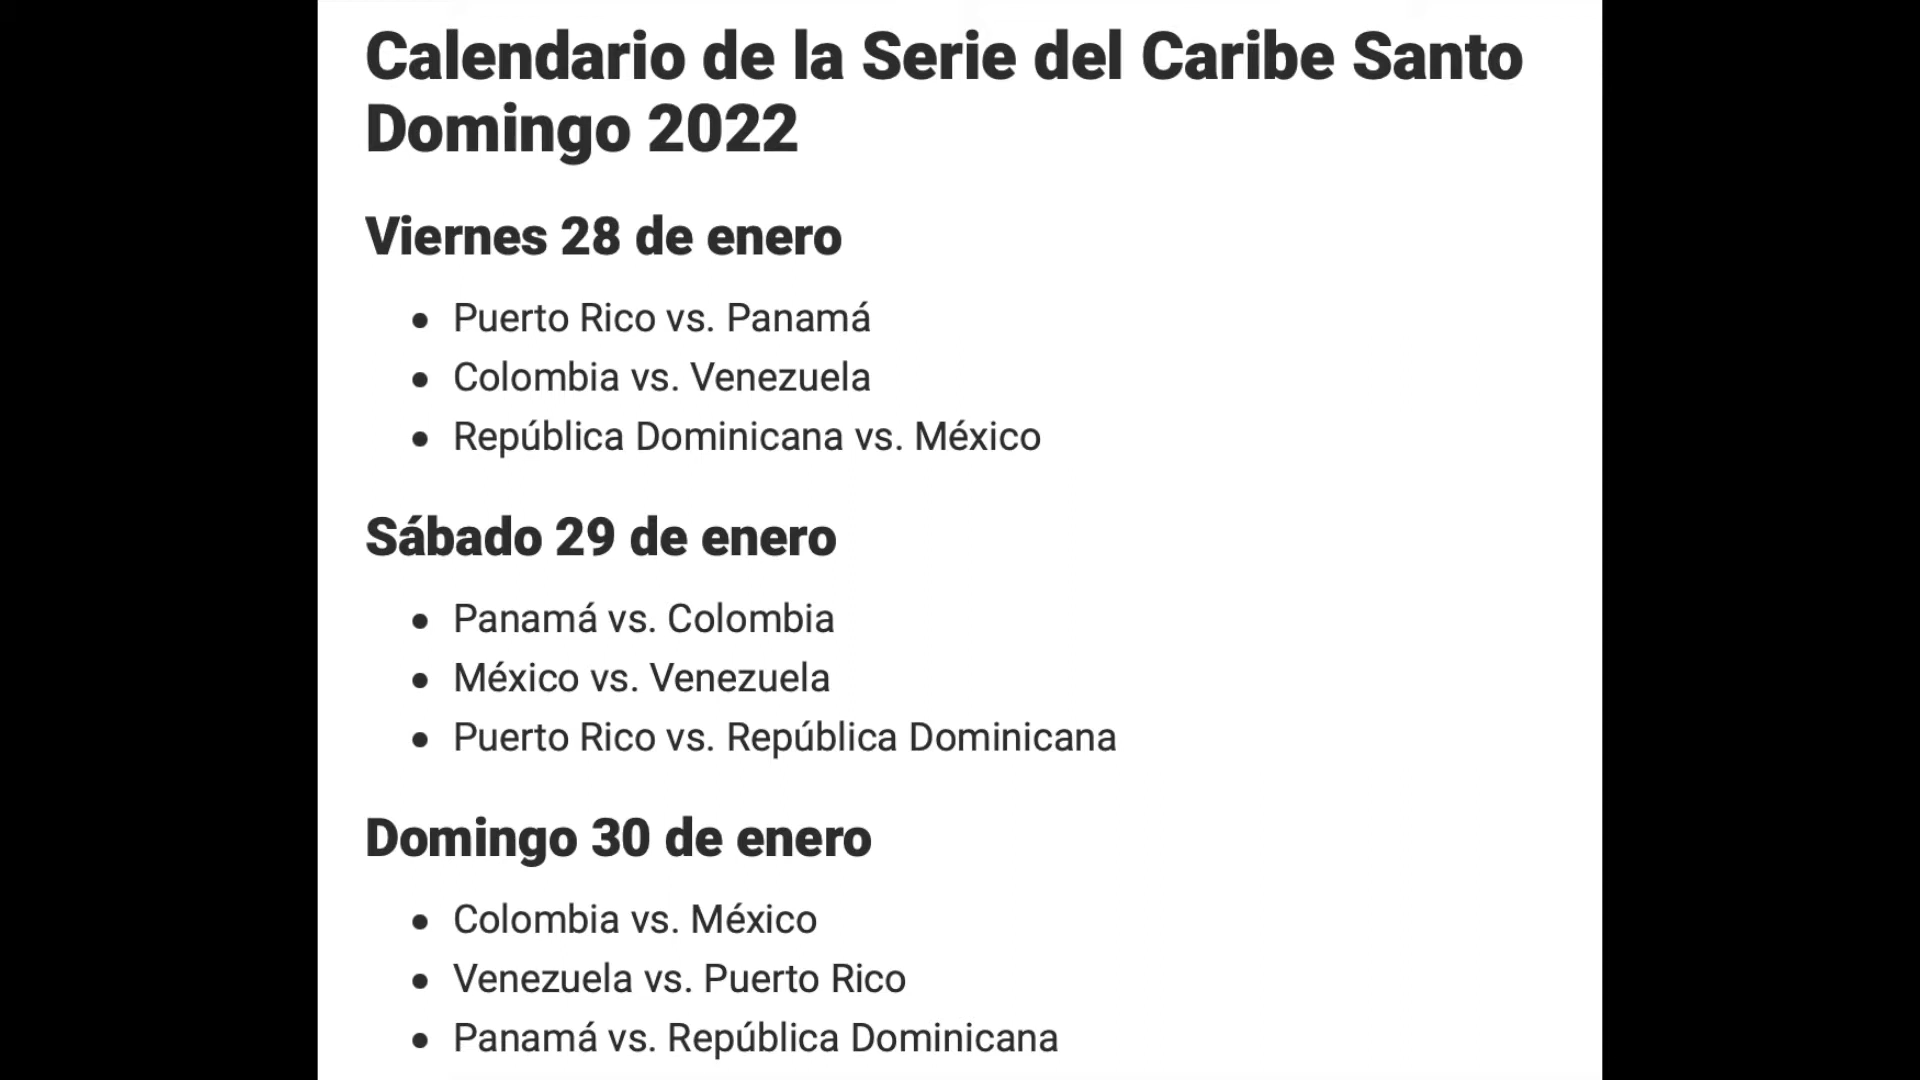 Calendario de la Serie del Caribe Santo
Domingo 2022
Viernes 28 de enero
• Puerto Rico vs. Panamá
• Colombia vs. Venezuela
• República Dominicana vs. México
Sábado 29 de enero
• Panamá vs. Colombia
• México vs. Venezuela
• Puerto Rico vs. República Dominicana
Domingo 30 de enero
• Colombia vs. México
• Venezuela vs. Puerto Rico
• Panamá vs. República Dominicana